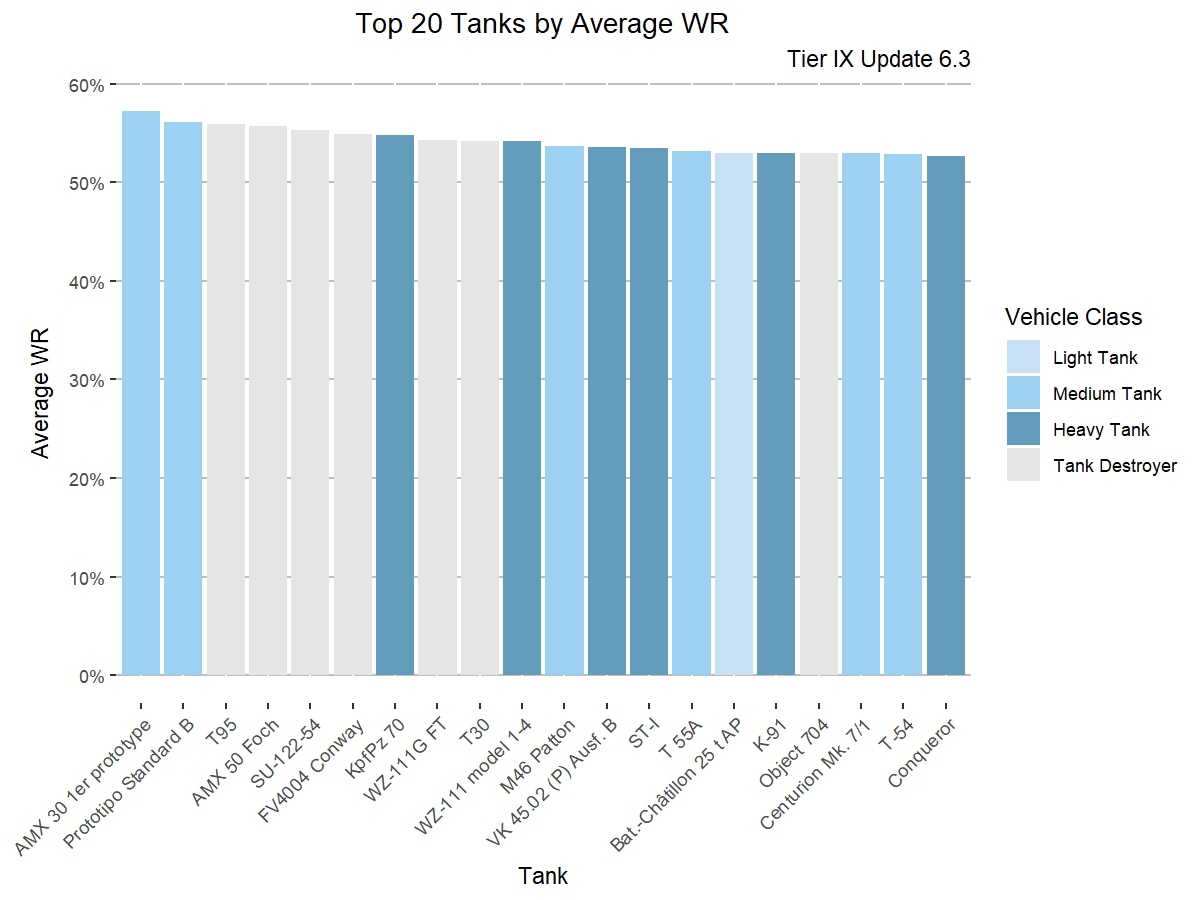 Top 20 Tanks by Average WR
Tier IX Update 6.3
60%
50%
40%
30%
20%
10%
0%
Average WR
AMX 30 1er prototype
Prototipo Standard B
T95
AMX 50 Foch
SU-122-54
FV4004 Conway
KpfPz 70
WZ-111G FT
T30
WZ-111 model 1-4
M46 Patton
VK 45.02 (P) Ausf. B
ST-I
T 55A
Bat.-Châtillon 25 t AP
K-91
Object 704
Centurion Mk. 7/1
T-54
Conqueror
Tank
Vehicle Class
Light Tank
Medium Tank
Heavy Tank
Tank Destroyer